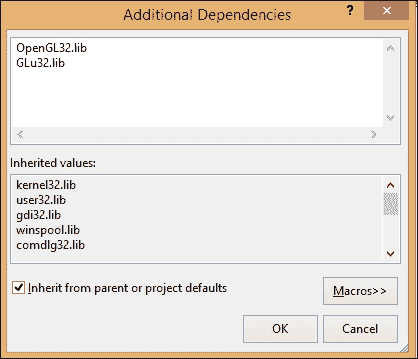 Additional Dependencies
?
OpenGL32.lib
GLu32.lib
Inherited values:
kernel32.lib
user32.lib
gdi32.lib
winspool.lib
comdlg32.lib
Inherit from parent or project defaults
Macros>>
OK
Cancel